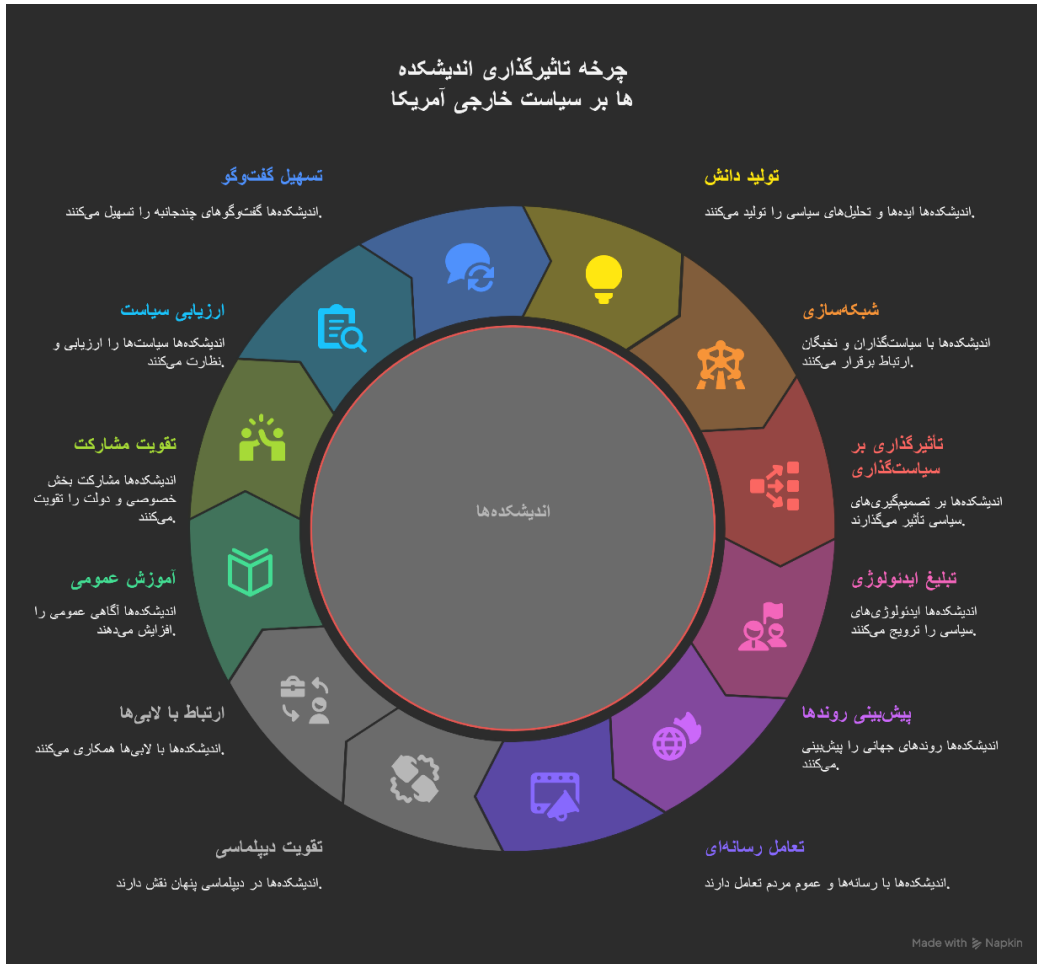 چرخه تاثیرگذاری اندیشکده
ها بر سیاست خارجی آمریکا
تولید دانش
اندیشکده‌ها ایده‌ها و تحلیل‌های سیاسی را تولید می‌کنند.
شبکه‌سازی
اندیشکده‌ها با سیاست‌گذاران و نخبگان
ارتباط برقرار می‌کنند.
تأثیرگذاری بر
سیاست‌گذاری
اندیشکده‌ها بر تصمیم‌گیری‌های
سیاسی تأثیر می‌گذارند.
تبلیغ ایدئولوژی
اندیشکده‌ها ایدئولوژی‌های
سیاسی را ترویج می‌کنند.
پیش‌بینی روندها
اندیشکده‌ها روندهای جهانی را پیش‌بینی
می‌کنند.
تعامل رسانه‌ای
اندیشکده‌ها با رسانه‌ها و عموم مردم تعامل دارند.
تقویت دیپلماسی
اندیشکده‌ها در دیپلماسی پنهان نقش دارند.
ارتباط با لابی‌ها
اندیشکده‌ها با لابی‌ها همکاری می‌کنند.
آموزش عمومی
اندیشکده‌ها آگاهی عمومی را
افزایش می‌دهند.
تقویت مشارکت
اندیشکده‌ها مشارکت بخش
خصوصی و دولت را تقویت
می‌کنند.
ارزیابی سیاست
اندیشکده‌ها سیاست‌ها را ارزیابی و
نظارت می‌کنند.
تسهیل گفت‌وگو
اندیشکده‌ها گفت‌وگوهای چندجانبه را تسهیل می‌کنند.
اندیشکده‌ها
Made with Napkin